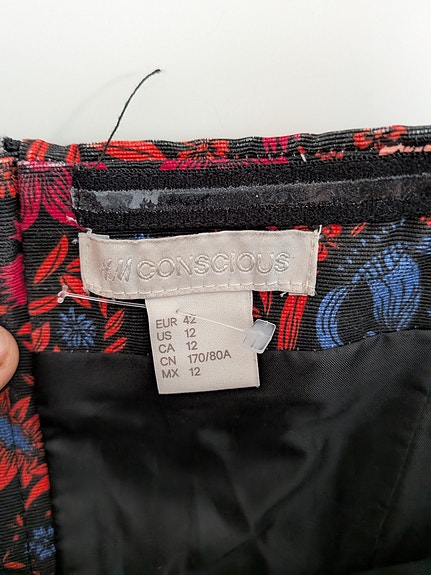 H&M CONSCIOUS
EUR 42
US 12
CA 12
CN 170/80A
MX 12